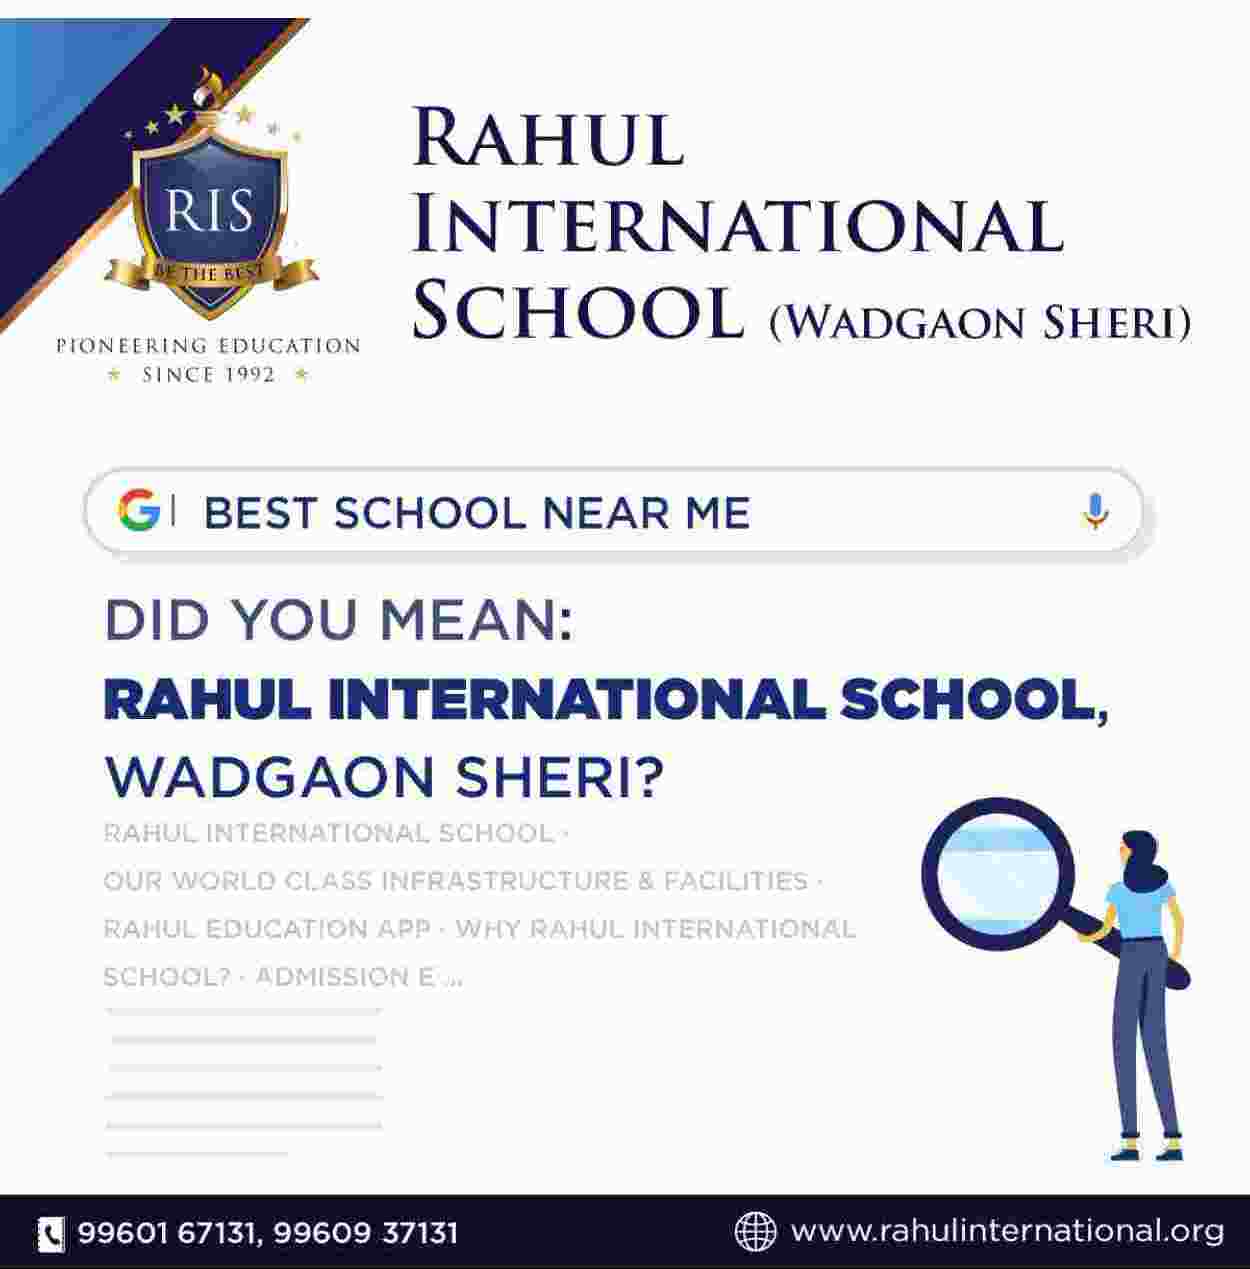 RIS
BE THE BEST
PIONEERING EDUCATION
SINCE 1992
RAHUL
INTERNATIONAL
SCHOOL (WADGAON SHERI)
G| BEST SCHOOL NEAR ME
DID YOU MEAN:
RAHUL INTERNATIONAL SCHOOL,
WADGAON SHERI?
RAHUL INTERNATIONAL SCHOOL ·
OUR WORLD CLASS INFRASTRUCTURE & FACILITIES ·
RAHUL EDUCATION APP · WHY RAHUL INTERNATIONAL
SCHOOL? · ADMISSION E ...
99601 67131, 99609 37131
www.rahulinternational.org